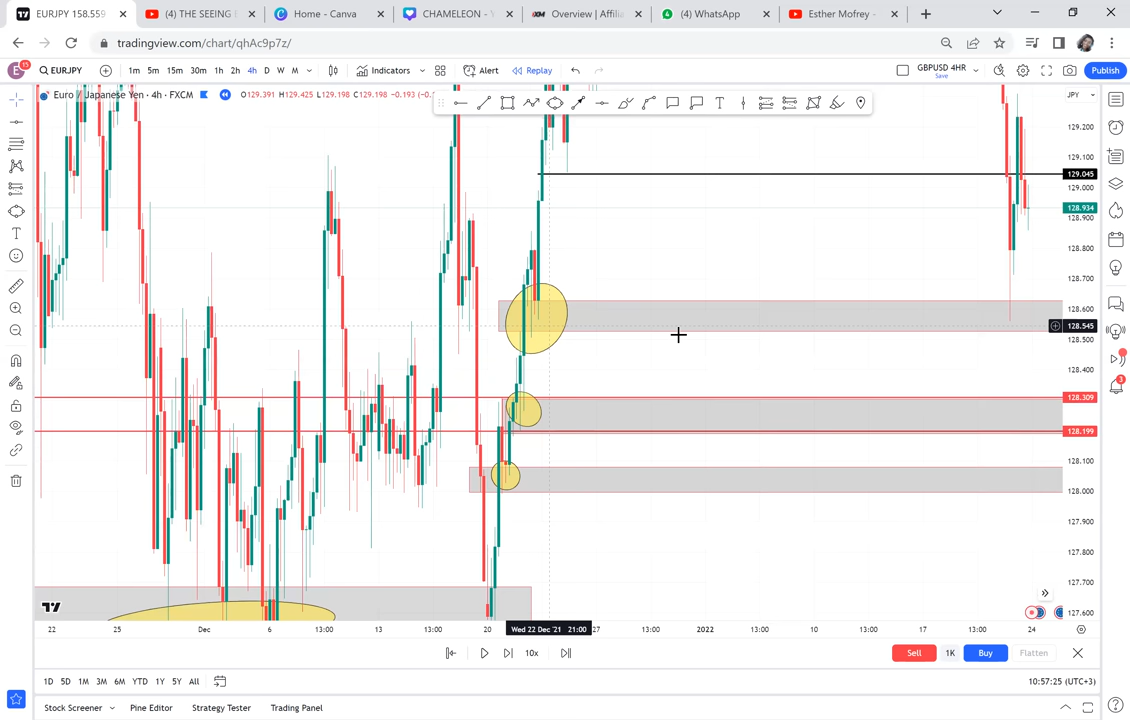 EURJPY 158.559
(4) THE SEEING
Home - Canva
CHAMELEON -
Overview | Affilia
(4) WhatsApp
Esther Mofrey -
tradingview.com/chart/qhAc9p7z/
E 15 EURJPY 1m 5m 15m 30m 1h 2h 4h D W M Indicators Alert Replay GBPUSD 4HR Save Publish
Euro / Japanese Yen · 4h · FXCM O129.391 H129.425 L129.198 C129.198 −0.193
JPY
129.200
129.100
129.045
129.000
128.934
128.900
128.800
128.700
128.600
128.545
128.500
128.400
128.309
128.199
128.100
128.000
127.900
127.800
127.700
127.600
22 25 Dec 6 13:00 13 13:00 20 Wed 22 Dec '21 21:00 27 13:00 2022 13:00 10 13:00 17 13:00 24
10x Sell 1K Buy Flatten
1D 5D 1M 3M 6M YTD 1Y 5Y All 10:57:25 (UTC+3)
Stock Screener Pine Editor Strategy Tester Trading Panel